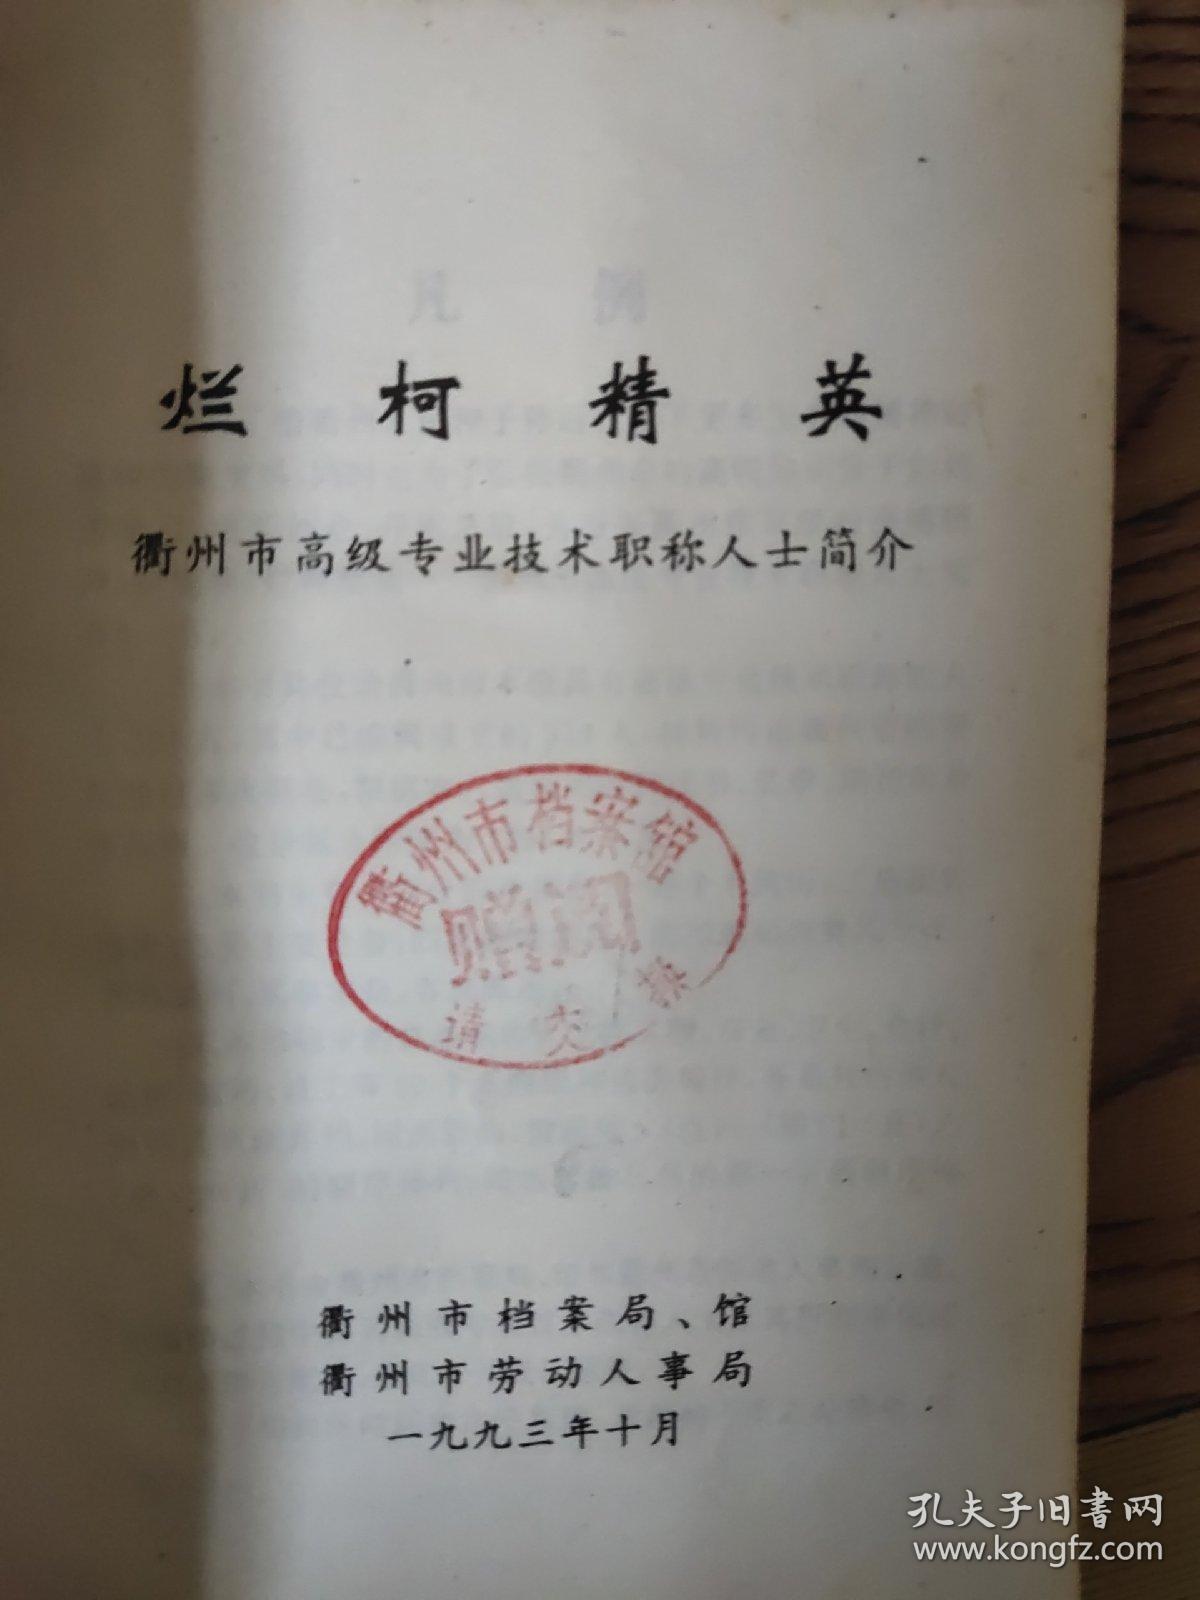 凡 例
烂柯精英
衢州市高级专业技术职称人士简介
衢州市档案馆
赠阅
请交换
衢州市档案局、馆
衢州市劳动人事局
一九九三年十月
孔夫子旧书网
www.kongfz.com